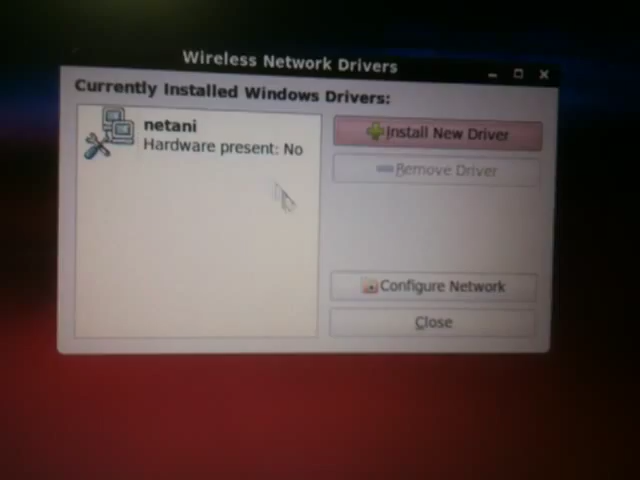 Wireless Network Drivers
Currently Installed Windows Drivers:
netani
Hardware present: No
Install New Driver
Remove Driver
Configure Network
Close